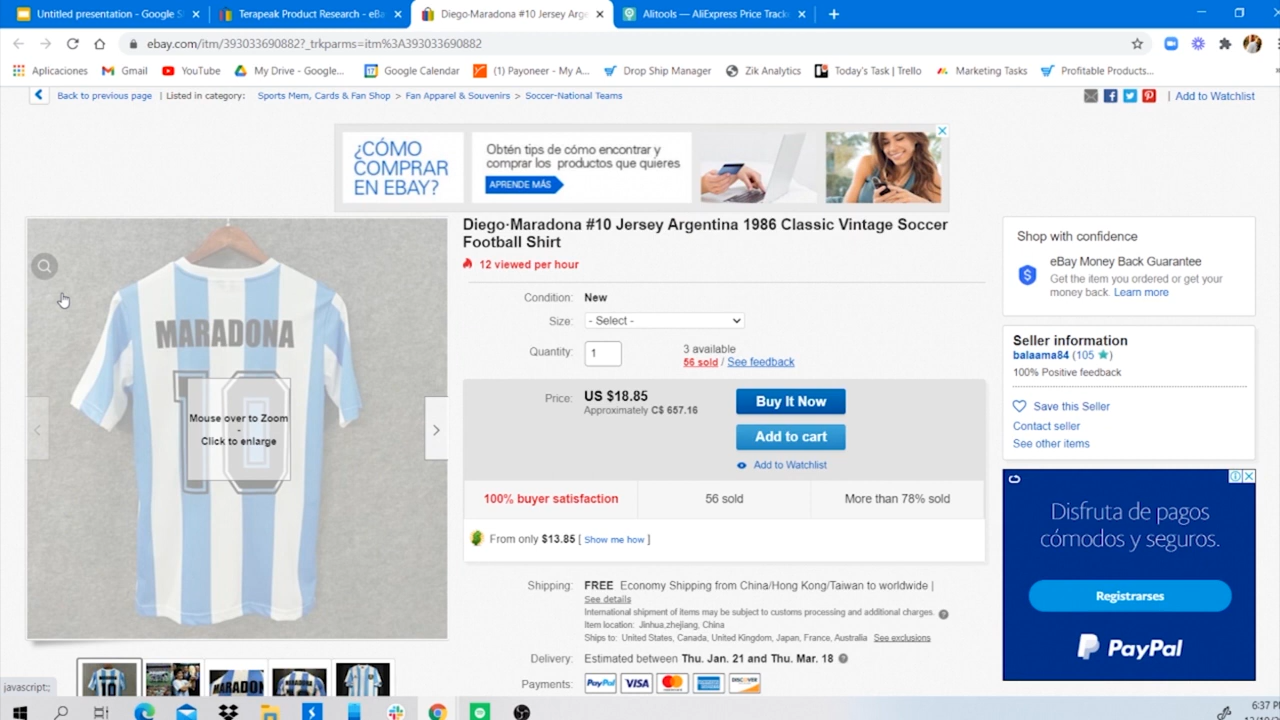 Untitled presentation - Google S
Terapeak Product Research - eBa
Diego-Maradona #10 Jersey Arge
Alitools — AliExpress Price Track
ebay.com/itm/393033690882?_trkparms=itm%3A393033690882
Aplicaciones
Gmail
YouTube
My Drive - Google...
Google Calendar
(1) Payoneer - My A...
Drop Ship Manager
Zik Analytics
Today's Task | Trello
Marketing Tasks
Profitable Products...
Back to previous page | Listed in category: Sports Mem, Cards & Fan Shop > Fan Apparel & Souvenirs > Soccer-National Teams
| Add to Watchlist
¿CÓMO
COMPRAR
EN EBAY?
Obtén tips de cómo encontrar y
comprar los productos que quieres
APRENDE MÁS
MARADONA
10
Mouse over to Zoom
-
Click to enlarge
Diego·Maradona #10 Jersey Argentina 1986 Classic Vintage Soccer
Football Shirt
12 viewed per hour
Condition: New
Size: - Select -
Quantity: 1
3 available
56 sold / See feedback
Price: US $18.85
Approximately C$ 657.16
Buy It Now
Add to cart
Add to Watchlist
100% buyer satisfaction
56 sold
More than 78% sold
From only $13.85 [ Show me how ]
Shipping: FREE Economy Shipping from China/Hong Kong/Taiwan to worldwide |
See details
International shipment of items may be subject to customs processing and additional charges.
Item location: Jinhua,zhejiang, China
Ships to: United States, Canada, United Kingdom, Japan, France, Australia See exclusions
Delivery: Estimated between Thu. Jan. 21 and Thu. Mar. 18
Payments: PayPal VISA
Shop with confidence
eBay Money Back Guarantee
Get the item you ordered or get your
money back. Learn more
Seller information
balaama84 (105
100% Positive feedback
Save this Seller
Contact seller
See other items
Disfruta de pagos
cómodos y seguros.
Registrarse
PayPal
javascript:;
6:37 P